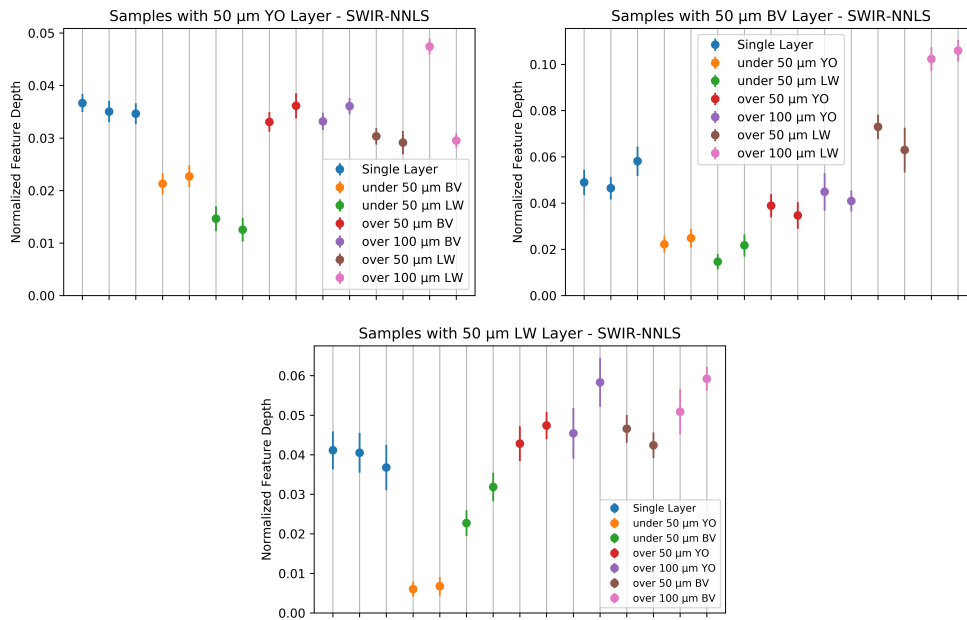 Samples with 50 µm YO Layer - SWIR-NNLS
Normalized Feature Depth
0.05
0.04
0.03
0.02
0.01
0.00
Single Layer
under 50 µm BV
under 50 µm LW
over 50 µm BV
over 100 µm BV
over 50 µm LW
over 100 µm LW
Samples with 50 µm BV Layer - SWIR-NNLS
Normalized Feature Depth
0.10
0.08
0.06
0.04
0.02
0.00
Single Layer
under 50 µm YO
under 50 µm LW
over 50 µm YO
over 100 µm YO
over 50 µm LW
over 100 µm LW
Samples with 50 µm LW Layer - SWIR-NNLS
Normalized Feature Depth
0.06
0.05
0.04
0.03
0.02
0.01
0.00
Single Layer
under 50 µm YO
under 50 µm BV
over 50 µm YO
over 100 µm YO
over 50 µm BV
over 100 µm BV